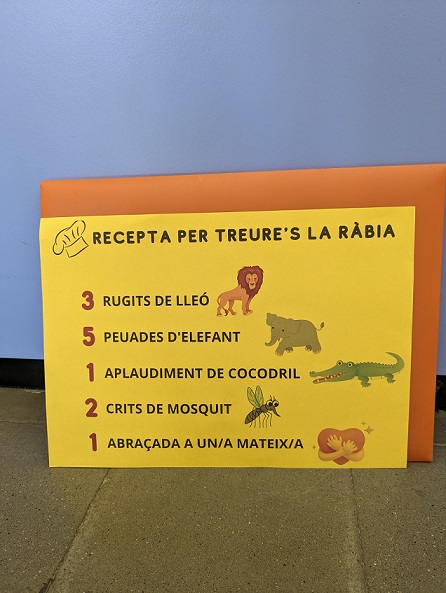 RECEPTA PER TREURE'S LA RÀBIA
3 RUGITS DE LLEÓ
5 PEUADES D'ELEFANT
1 APLAUDIMENT DE COCODRIL
2 CRITS DE MOSQUIT
1 ABRAÇADA A UN/A MATEIX/A